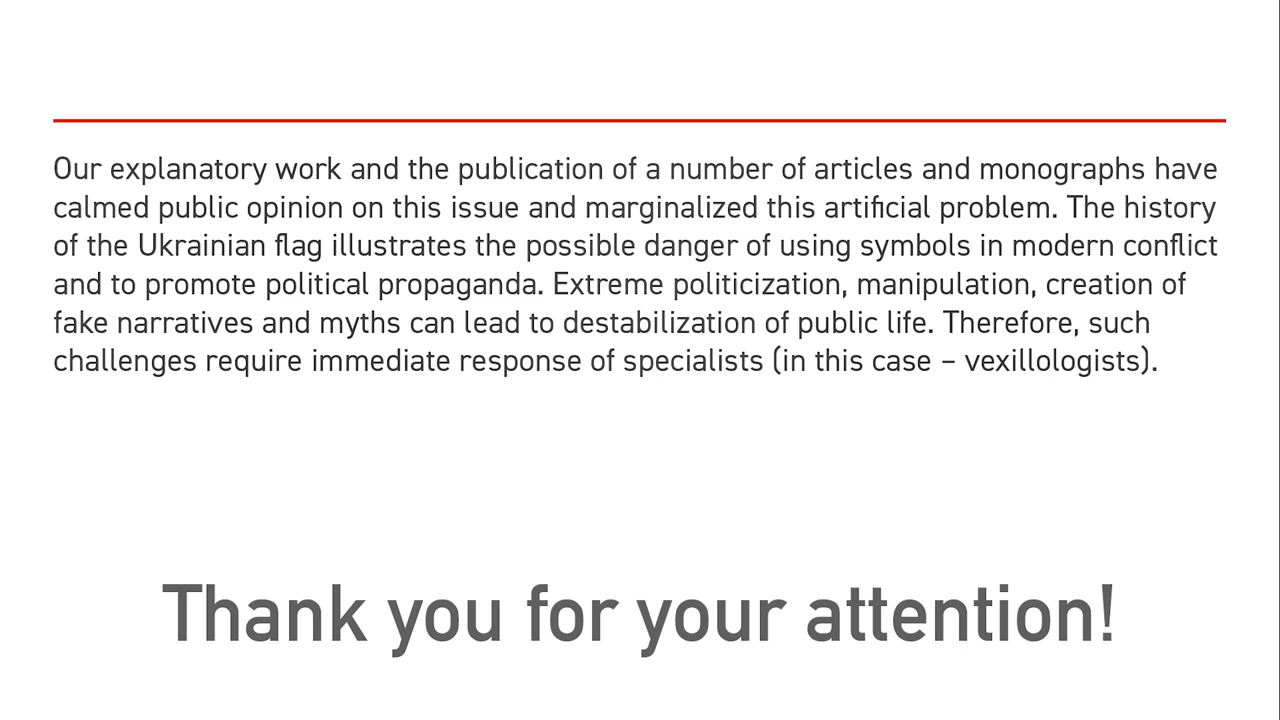 Our explanatory work and the publication of a number of articles and monographs have
calmed public opinion on this issue and marginalized this artificial problem. The history
of the Ukrainian flag illustrates the possible danger of using symbols in modern conflict
and to promote political propaganda. Extreme politicization, manipulation, creation of
fake narratives and myths can lead to destabilization of public life. Therefore, such
challenges require immediate response of specialists (in this case – vexillologists).
Thank you for your attention!